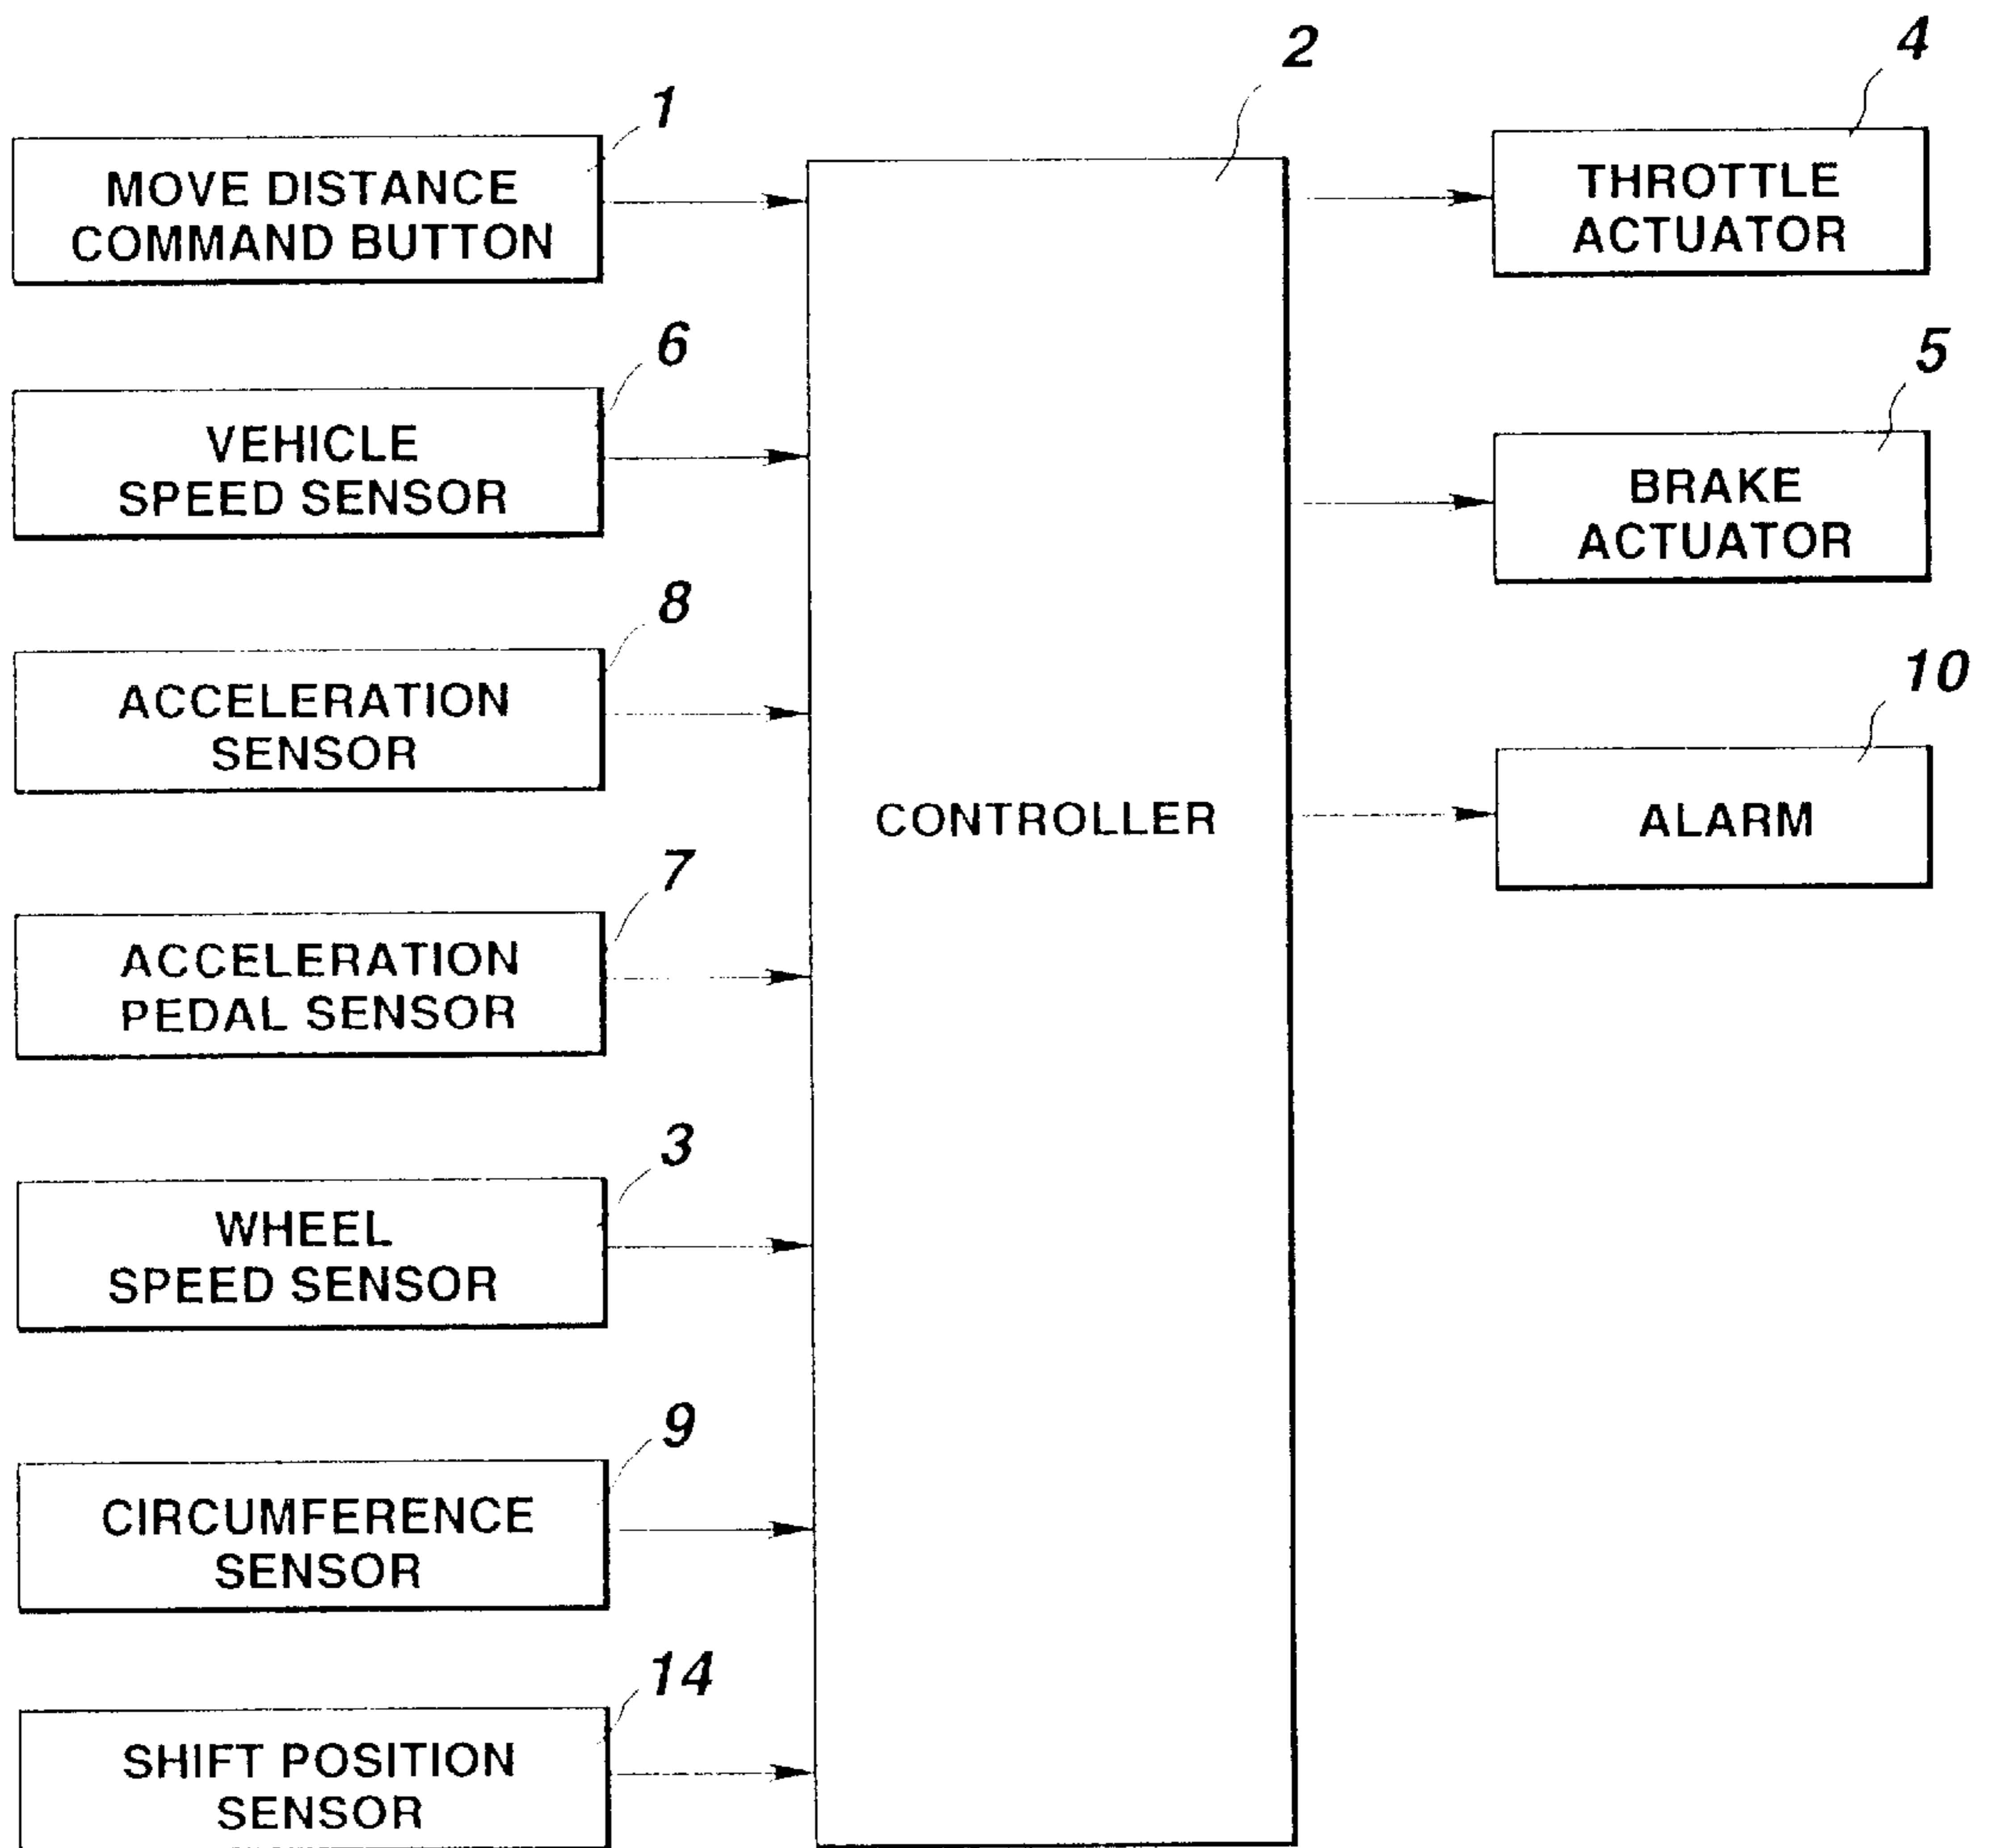 1
MOVE DISTANCE
COMMAND BUTTON
6
VEHICLE
SPEED SENSOR
8
ACCELERATION
SENSOR
7
ACCELERATION
PEDAL SENSOR
3
WHEEL
SPEED SENSOR
9
CIRCUMFERENCE
SENSOR
14
SHIFT POSITION
SENSOR
2
CONTROLLER
4
THROTTLE
ACTUATOR
5
BRAKE
ACTUATOR
10
ALARM